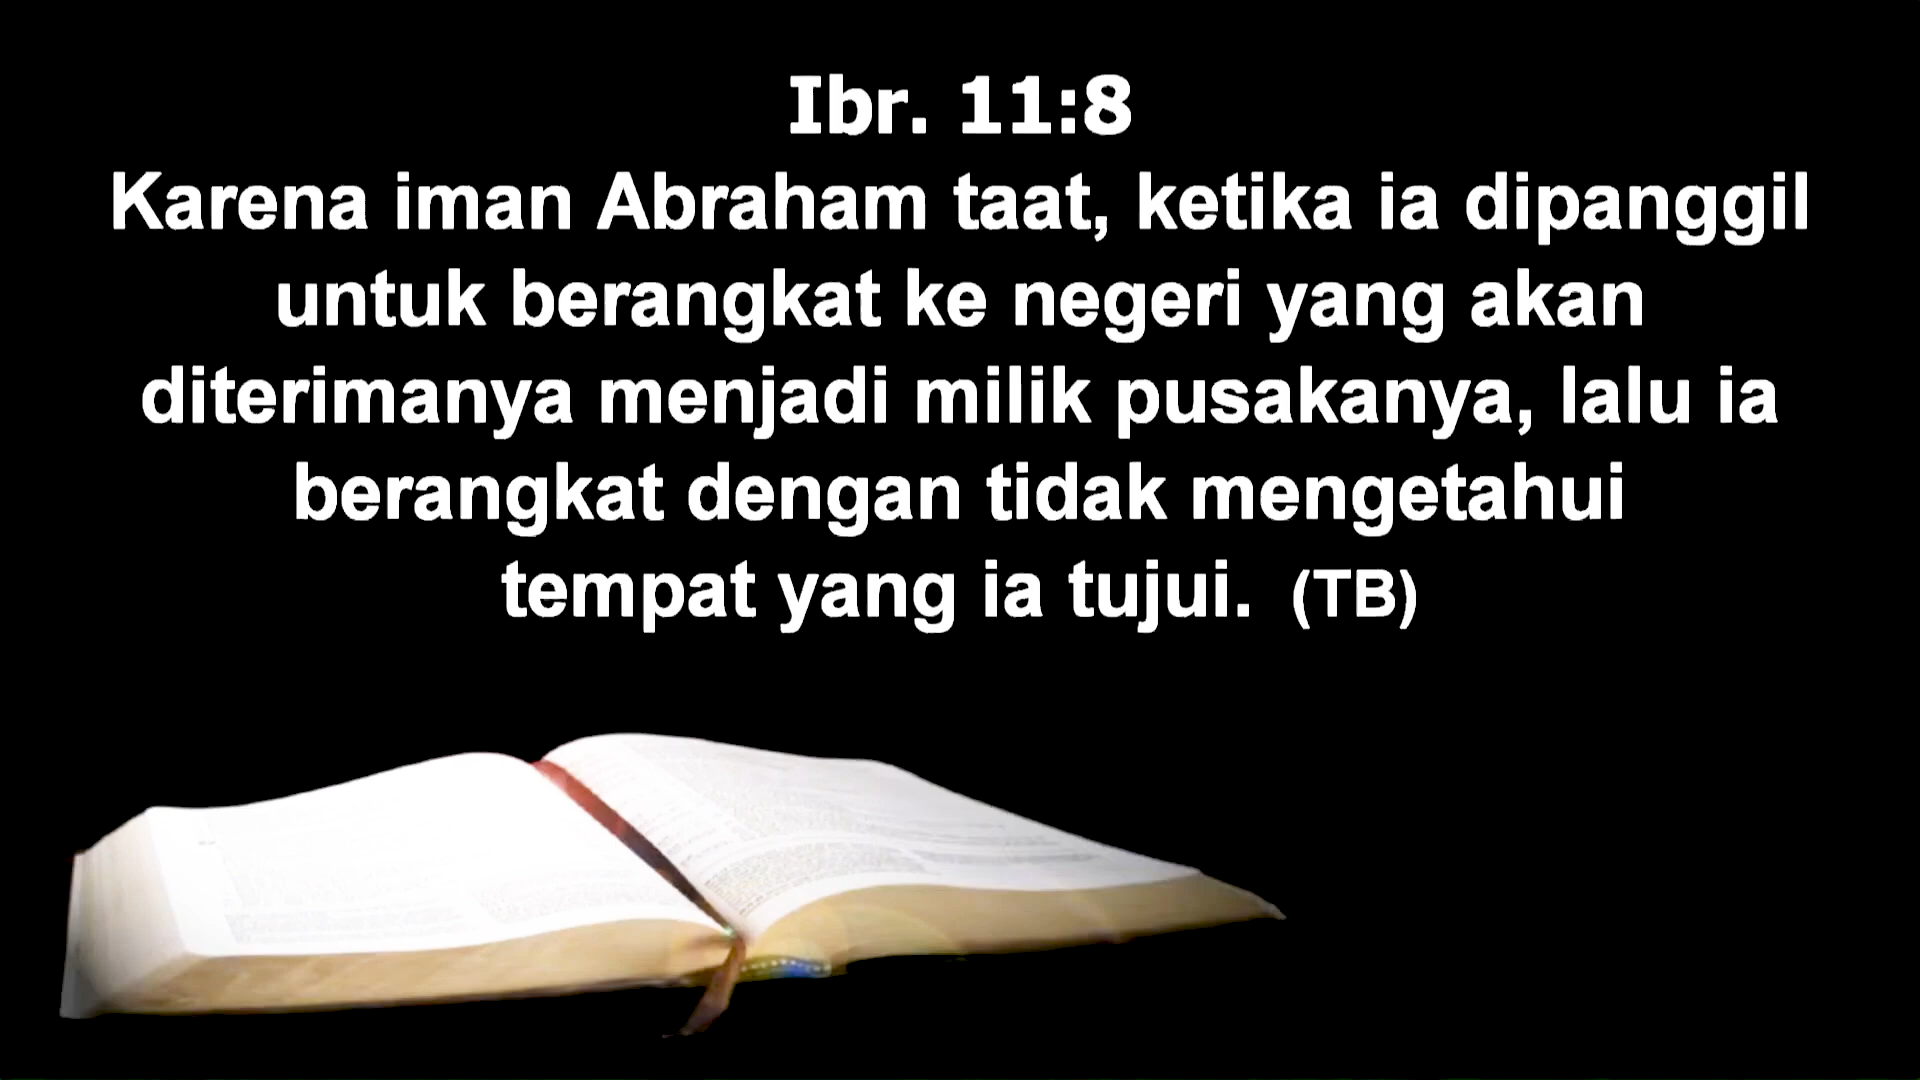 Ibr. 11:8
Karena iman Abraham taat, ketika ia dipanggil
untuk berangkat ke negeri yang akan
diterimanya menjadi milik pusakanya, lalu ia
berangkat dengan tidak mengetahui
tempat yang ia tujui. (TB)